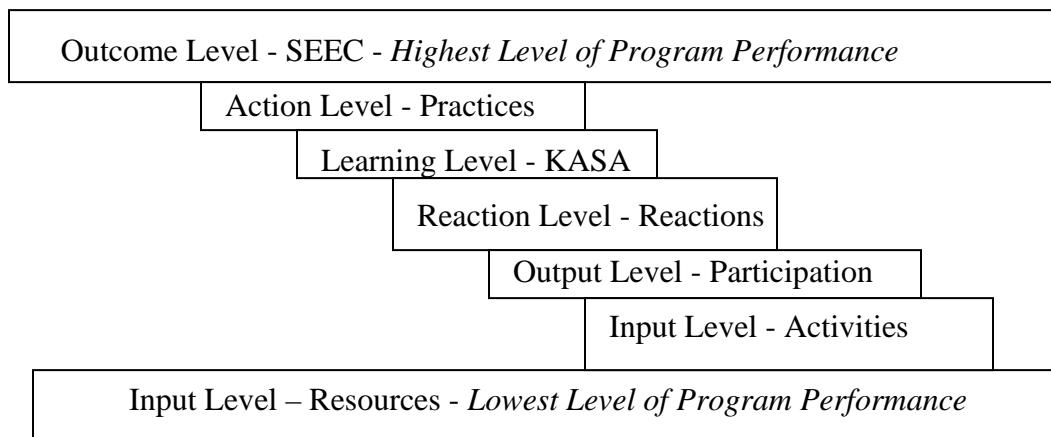 Outcome Level - SEEC - Highest Level of Program Performance
Action Level - Practices
Learning Level - KASA
Reaction Level - Reactions
Output Level - Participation
Input Level - Activities
Input Level – Resources - Lowest Level of Program Performance